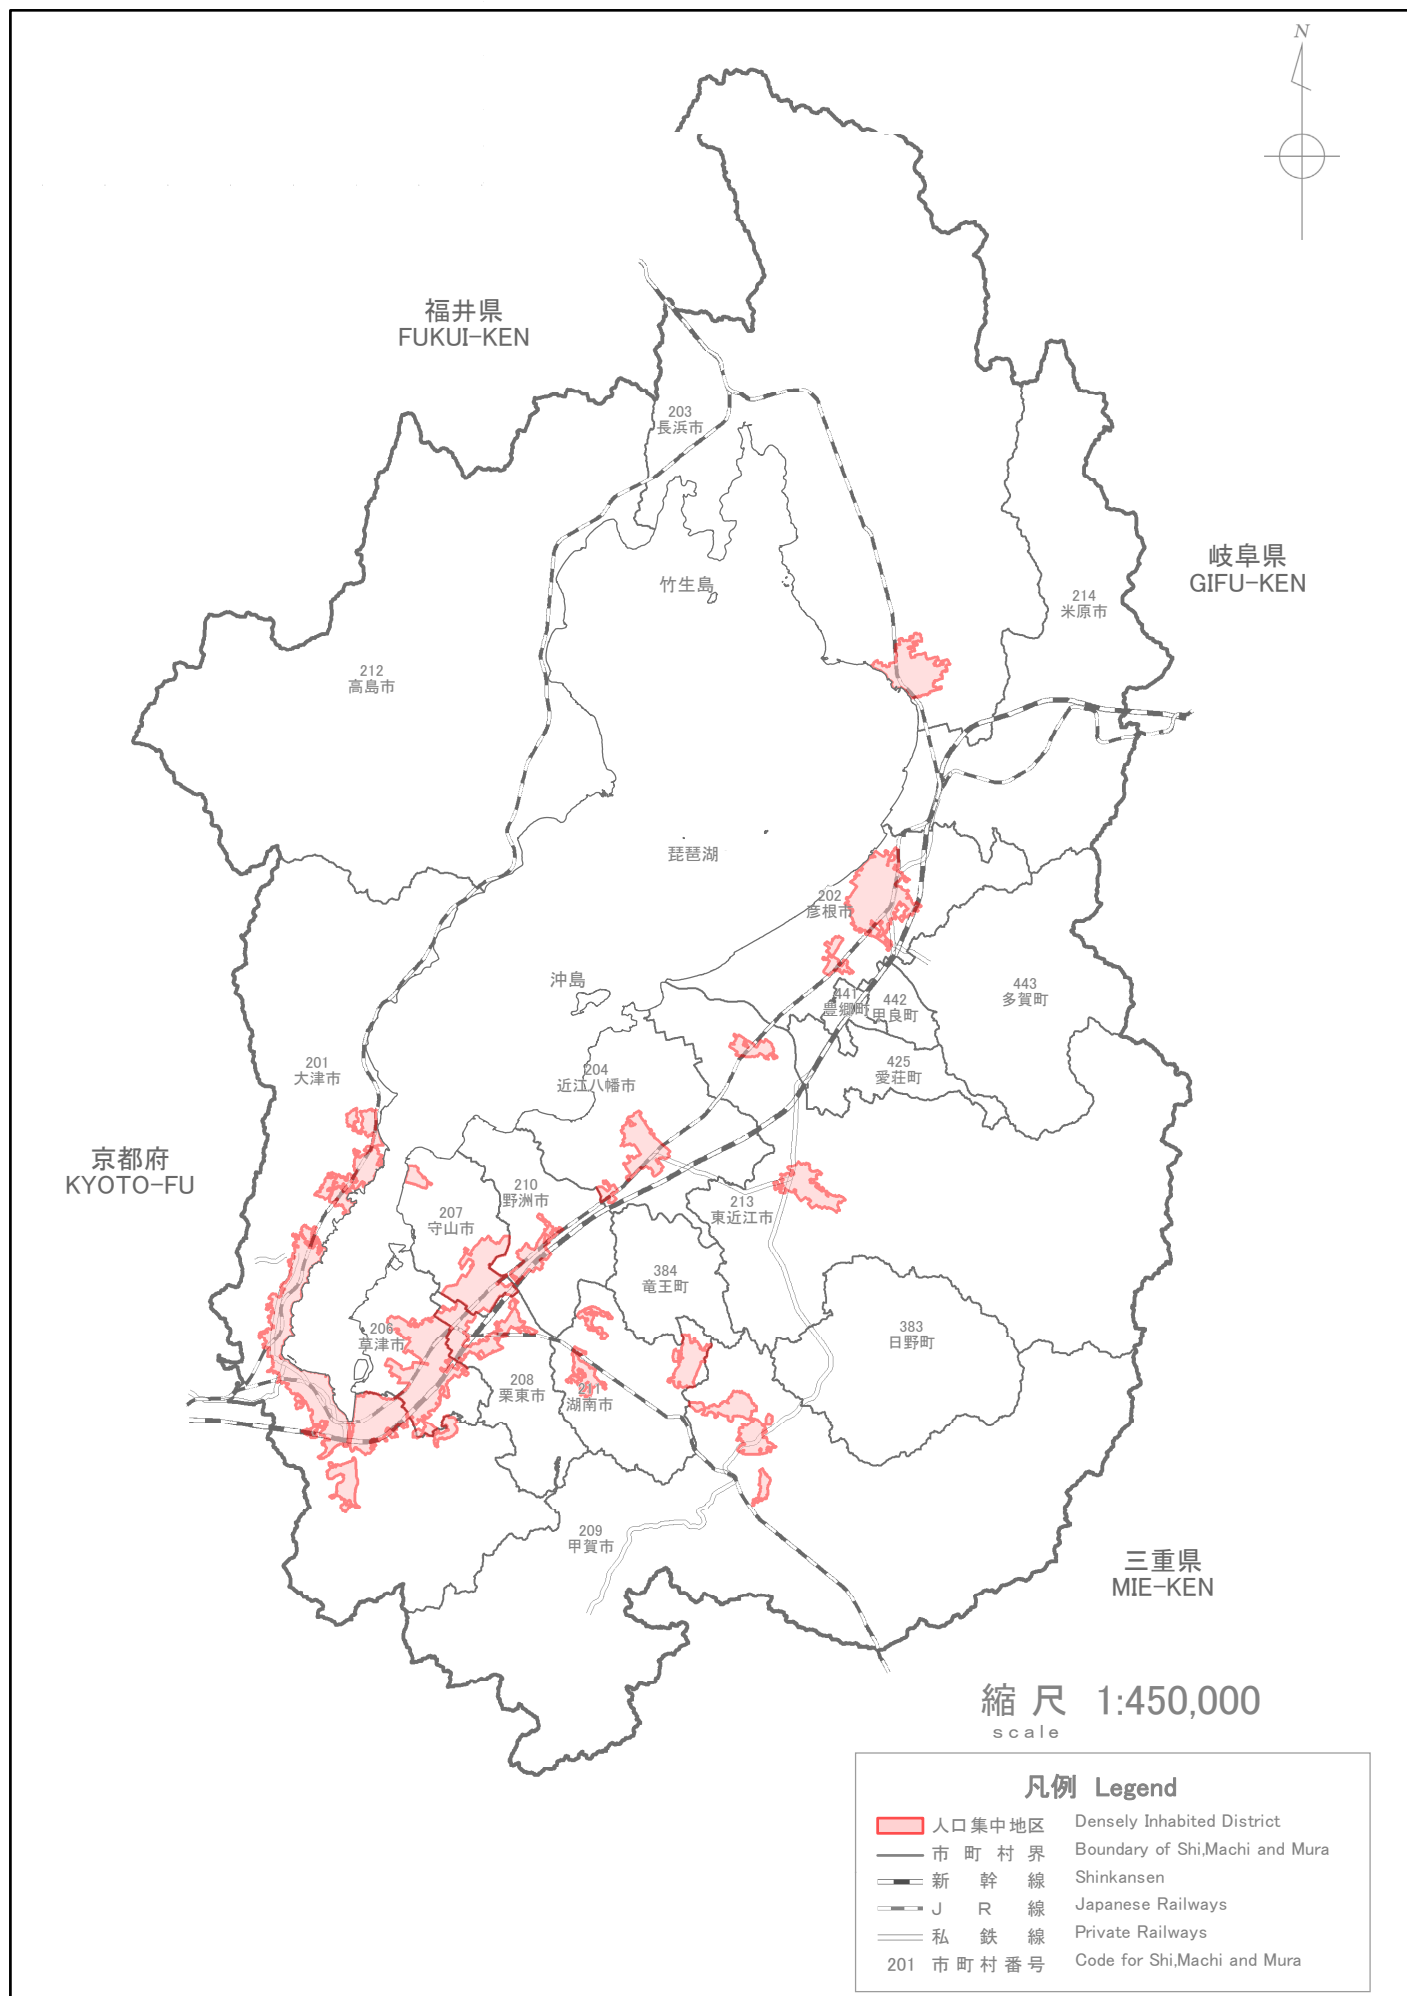 N
福井県
FUKUI-KEN
203
長浜市
岐阜県
GIFU-KEN
竹生島
214
米原市
212
高島市
琵琶湖
202
彦根市
沖島
443
多賀町
441
豊郷町
442
甲良町
201
大津市
204
近江八幡市
425
愛荘町
京都府
KYOTO-FU
210
野洲市
207
守山市
213
東近江市
384
竜王町
206
草津市
383
日野町
208
栗東市
211
湖南市
209
甲賀市
三重県
MIE-KEN
縮尺 1:450,000
scale
凡例 Legend
人口集中地区 Densely Inhabited District
市町村界 Boundary of Shi,Machi and Mura
新幹線 Shinkansen
JR線 Japanese Railways
私鉄線 Private Railways
201 市町村番号 Code for Shi,Machi and Mura